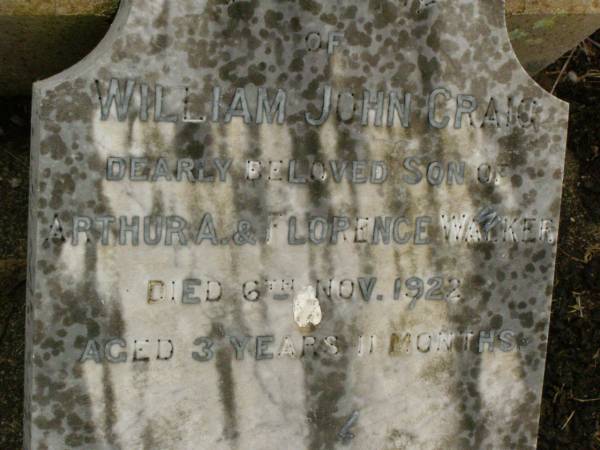 OF
WILLIAM JOHN CRAIG
DEARLY BELOVED SON OF
ARTHUR A. & FLORENCE WALKER
DIED 6TH NOV. 1922
AGED 3 YEARS 11 MONTHS.